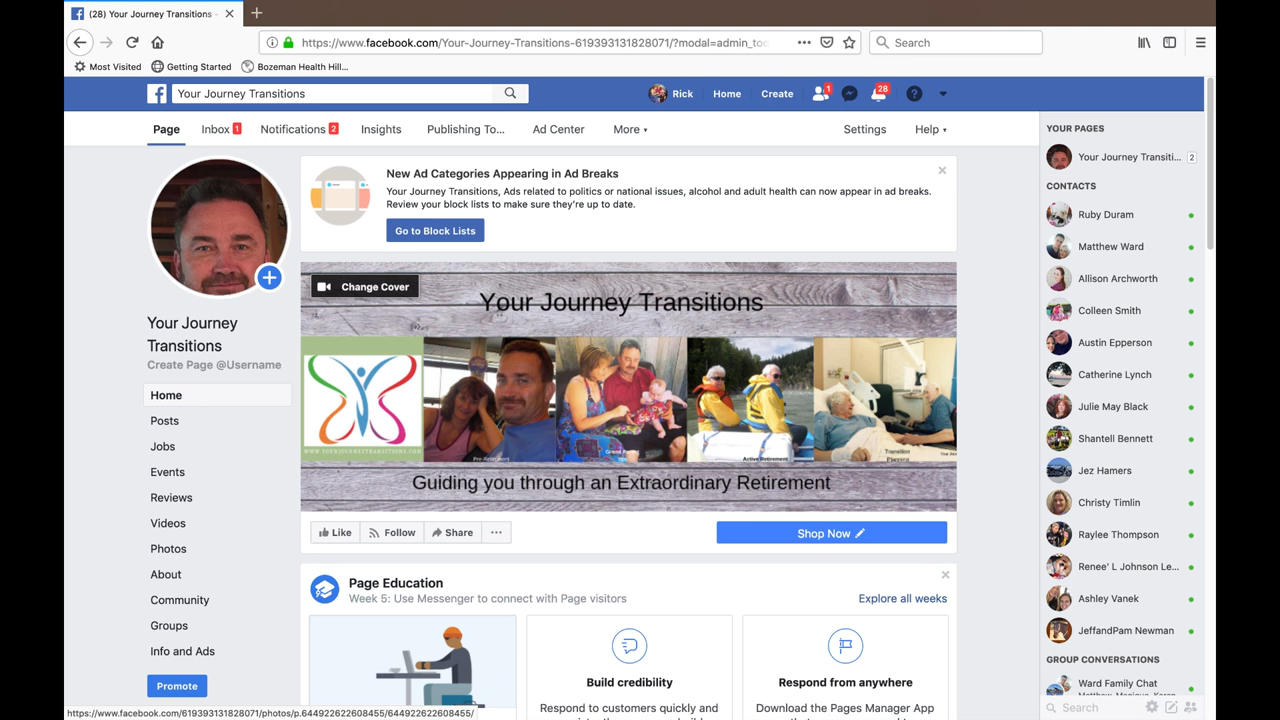 (28) Your Journey Transitions -
https://www.facebook.com/Your-Journey-Transitions-619393131828071/?modal=admin_to
Search
Most Visited
Getting Started
Bozeman Health Hill...
Your Journey Transitions
Rick
Home
Create
1
28
Page
Inbox 1
Notifications 2
Insights
Publishing To...
Ad Center
More
Settings
Help
Your Journey
Transitions
Create Page @Username
Home
Posts
Jobs
Events
Reviews
Videos
Photos
About
Community
Groups
Info and Ads
Promote
New Ad Categories Appearing in Ad Breaks
Your Journey Transitions, Ads related to politics or national issues, alcohol and adult health can now appear in ad breaks.
Review your block lists to make sure they're up to date.
Go to Block Lists
Change Cover
Your Journey Transitions
WWW.YOURJOURNEYTRANSITIONS.COM
Pre-Retirement
Active Retirement
Transition
Planning
Guiding you through an Extraordinary Retirement
Like
Follow
Share
Shop Now
Page Education
Week 5: Use Messenger to connect with Page visitors
Explore all weeks
Build credibility
Respond to customers quickly and
Respond from anywhere
Download the Pages Manager App
YOUR PAGES
Your Journey Transiti... 2
CONTACTS
Ruby Duram
Matthew Ward
Allison Archworth
Colleen Smith
Austin Epperson
Catherine Lynch
Julie May Black
Shantell Bennett
Jez Hamers
Christy Timlin
Raylee Thompson
Renee' L Johnson Le...
Ashley Vanek
JeffandPam Newman
GROUP CONVERSATIONS
Ward Family Chat
Search
https://www.facebook.com/619393131828071/photos/p.644922622608455/644922622608455/